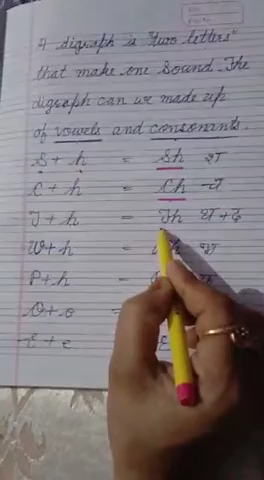 A digraph is "two letters"
that make one Sound. The
digraph can we made up
of vowels and consonants.
S + h = Sh श
C + h = Ch च
T + h = Th थ + द
W + h =
P + h =
O + o =
E + e